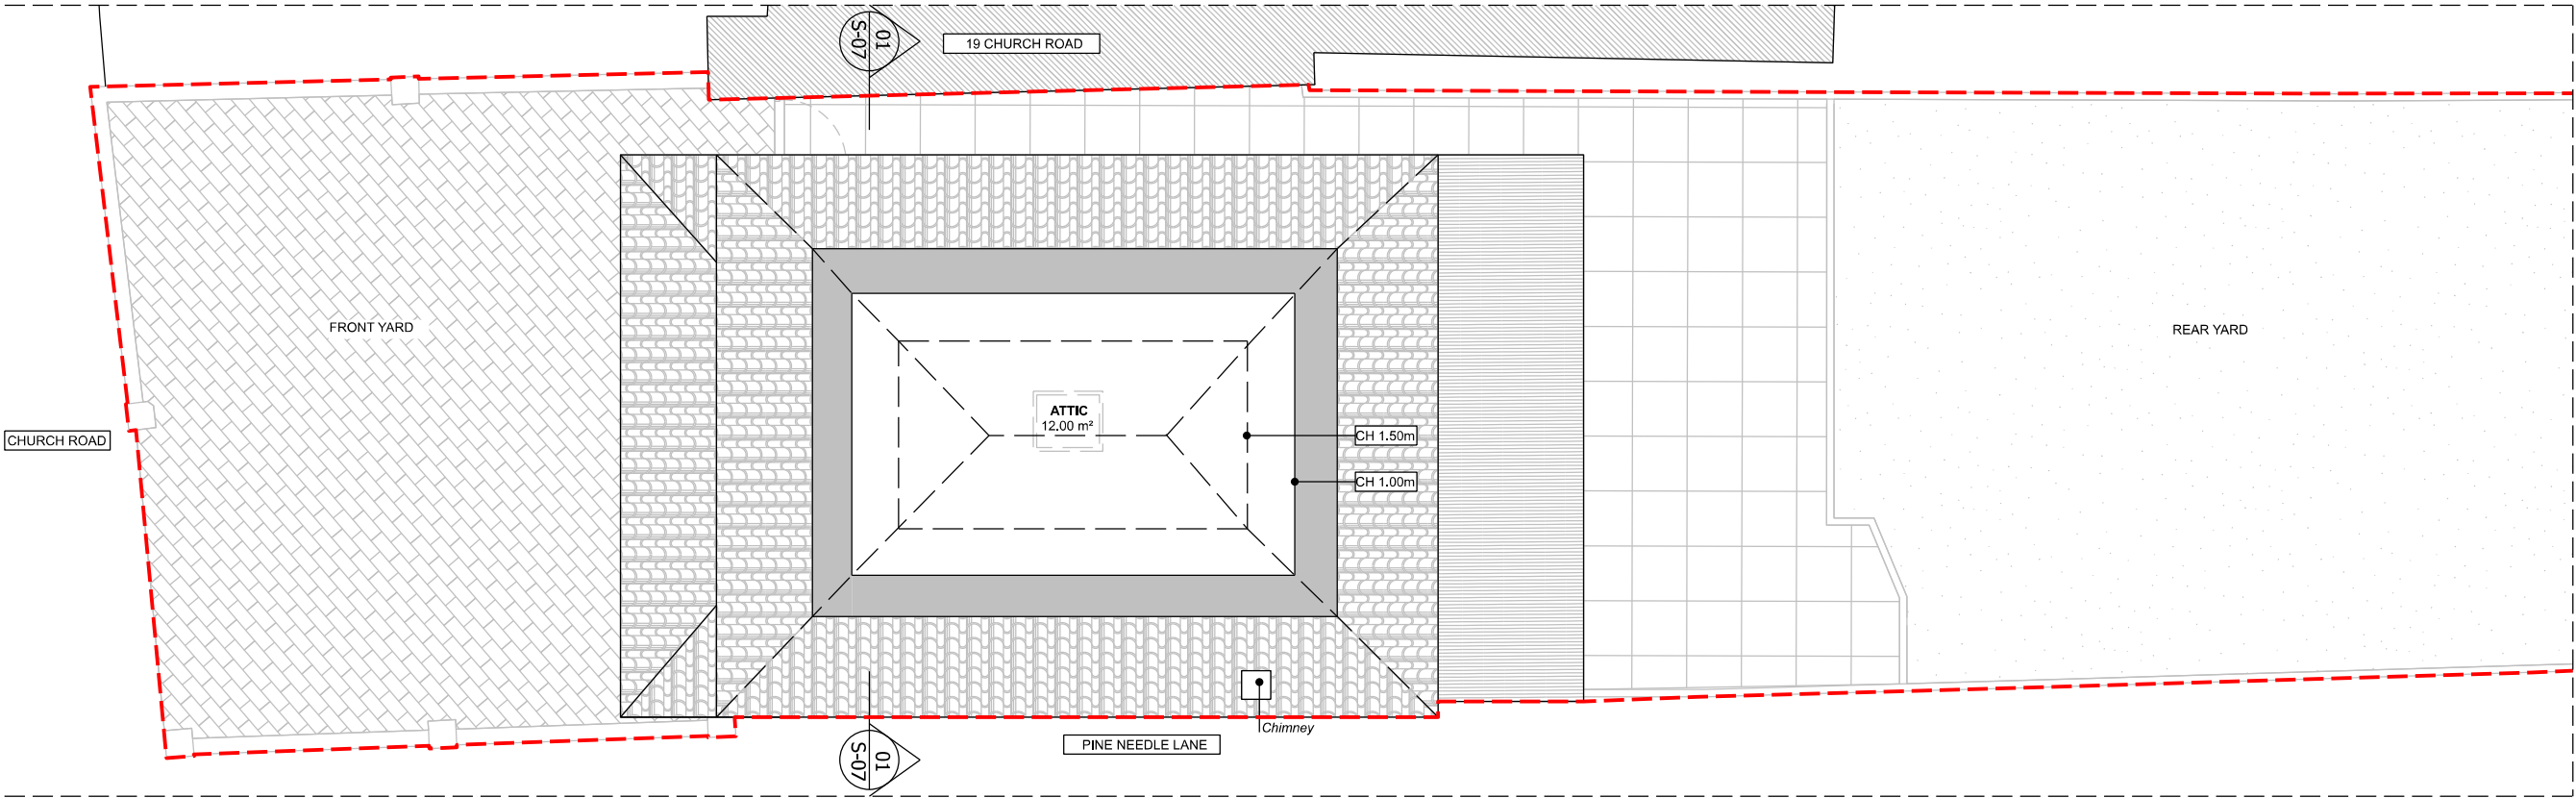 01
S-07
19 CHURCH ROAD
FRONT YARD
REAR YARD
ATTIC
12.00 m²
CHURCH ROAD
CH 1.50m
CH 1.00m
Chimney
PINE NEEDLE LANE
01
S-07